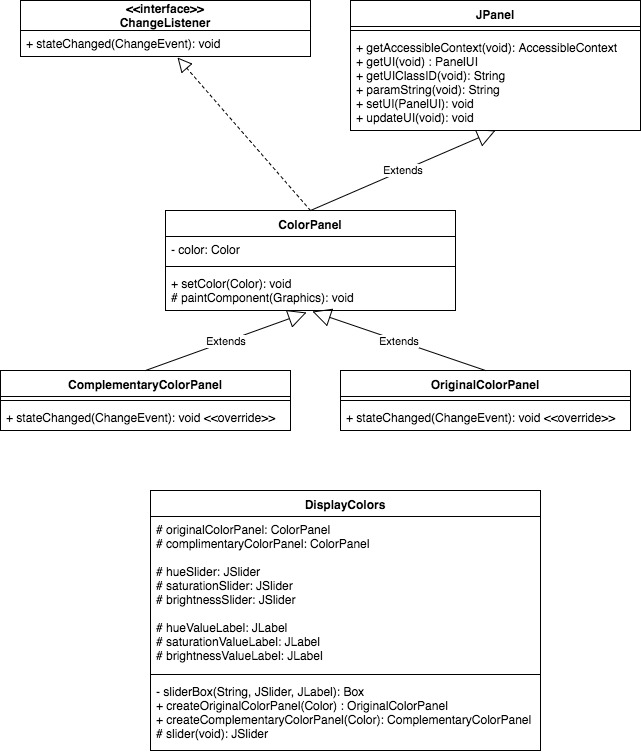 <<interface>>
ChangeListener
+ stateChanged(ChangeEvent): void
JPanel
+ getAccessibleContext(void): AccessibleContext
+ getUI(void) : PanelUI
+ getUIClassID(void): String
+ paramString(void): String
+ setUI(PanelUI): void
+ updateUI(void): void
Extends
ColorPanel
- color: Color
+ setColor(Color): void
# paintComponent(Graphics): void
Extends
Extends
ComplementaryColorPanel
+ stateChanged(ChangeEvent): void <<override>>
OriginalColorPanel
+ stateChanged(ChangeEvent): void <<override>>
DisplayColors
# originalColorPanel: ColorPanel
# complimentaryColorPanel: ColorPanel
# hueSlider: JSlider
# saturationSlider: JSlider
# brightnessSlider: JSlider
# hueValueLabel: JLabel
# saturationValueLabel: JLabel
# brightnessValueLabel: JLabel
- sliderBox(String, JSlider, JLabel): Box
+ createOriginalColorPanel(Color) : OriginalColorPanel
+ createComplementaryColorPanel(Color): ComplementaryColorPanel
# slider(void): JSlider